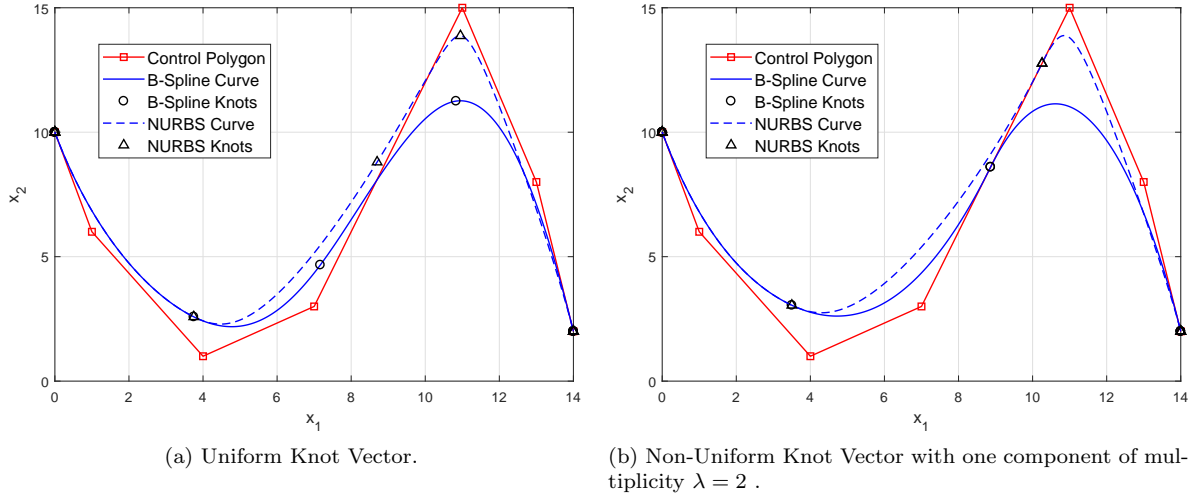 15
10
5
0
x2
0
2
4
6
8
10
12
14
x1
Control Polygon
B-Spline Curve
B-Spline Knots
NURBS Curve
NURBS Knots
(a) Uniform Knot Vector.
15
10
5
0
x2
0
2
4
6
8
10
12
14
x1
Control Polygon
B-Spline Curve
B-Spline Knots
NURBS Curve
NURBS Knots
(b) Non-Uniform Knot Vector with one component of mul-
tiplicity λ = 2 .